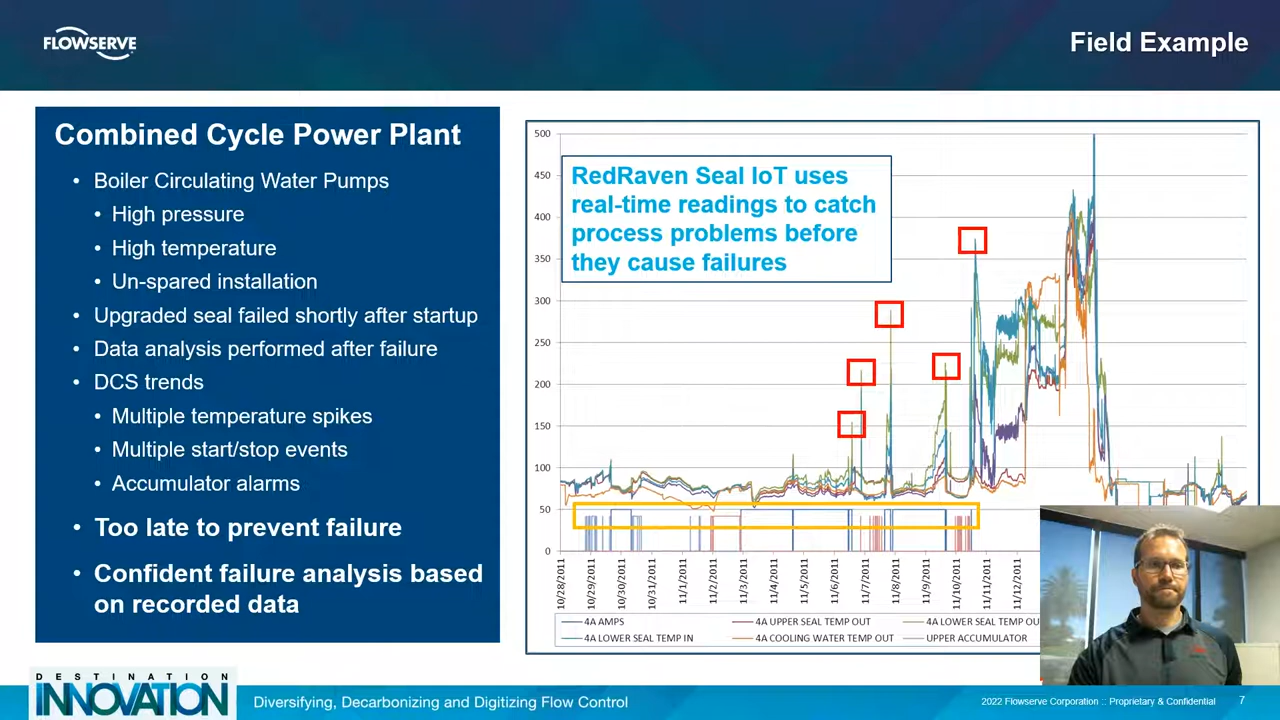 FLOWSERVE
Field Example
Combined Cycle Power Plant
• Boiler Circulating Water Pumps
• High pressure
• High temperature
• Un-spared installation
• Upgraded seal failed shortly after startup
• Data analysis performed after failure
• DCS trends
• Multiple temperature spikes
• Multiple start/stop events
• Accumulator alarms
• Too late to prevent failure
• Confident failure analysis based
on recorded data
RedRaven Seal IoT uses
real-time readings to catch
process problems before
they cause failures
500
450
400
350
300
250
200
150
100
50
0
10/28/2011
10/29/2011
10/30/2011
10/31/2011
11/1/2011
11/2/2011
11/3/2011
11/4/2011
11/5/2011
11/6/2011
11/7/2011
11/8/2011
11/9/2011
11/10/2011
11/11/2011
11/12/2011
4A AMPS 4A UPPER SEAL TEMP OUT 4A LOWER SEAL TEMP OU
4A LOWER SEAL TEMP IN 4A COOLING WATER TEMP OUT UPPER ACCUMULATOR
DESTINATION
INNOVATION
Diversifying, Decarbonizing and Digitizing Flow Control
2022 Flowserve Corporation :: Proprietary & Confidential 7